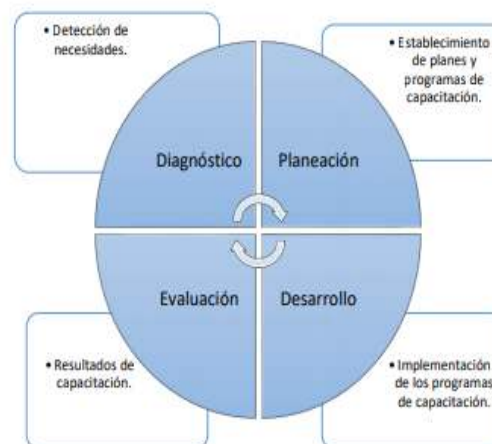 • Detección de
necesidades.
• Establecimiento
de planes y
programas de
capacitación.
Diagnóstico
Planeación
Evaluación
Desarrollo
• Resultados de
capacitación.
• Implementación
de los programas
de capacitación.